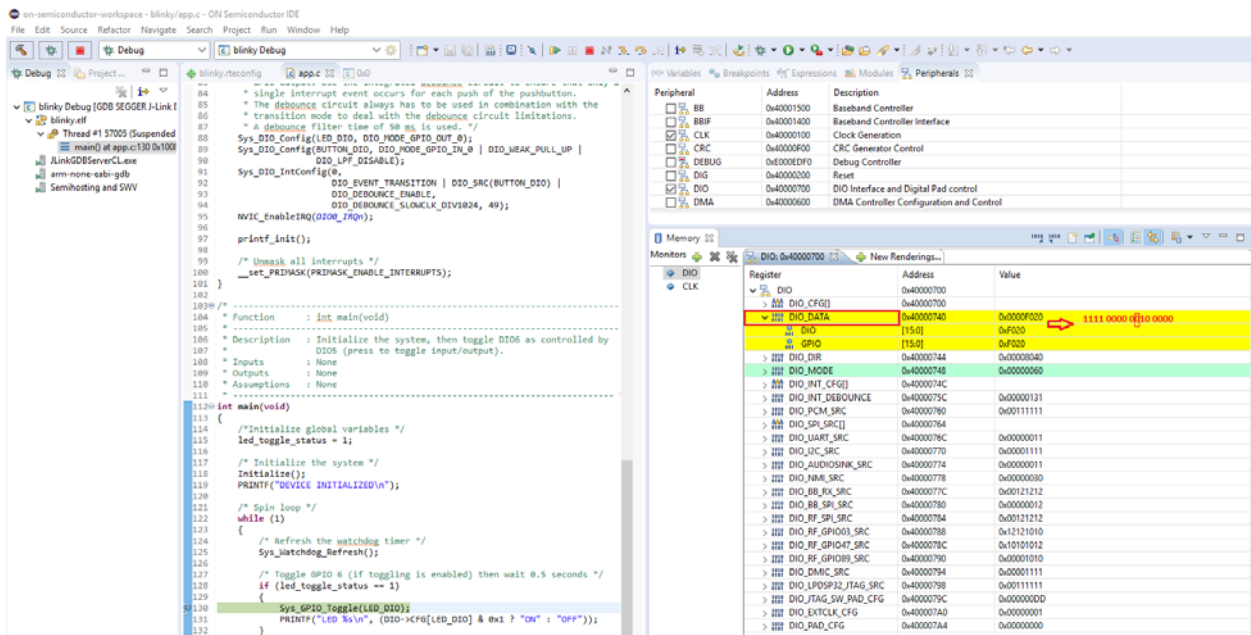 on-semiconductor-workspace - blinky/app.c - ON Semiconductor IDE
File Edit Source Refactor Navigate Search Project Run Window Help
Debug blinky Debug
Debug Project ...
blinky Debug [GDB SEGGER J-Link D
blinky.elf
Thread #1 57005 (Suspended
main() at app.c:130 0x100
JLinkGDBServerCL.exe
arm-none-eabi-gdb
Semihosting and SWV
blinky.rteconfig app.c 0x0
84 * single interrupt event occurs for each push of the pushbutton.
85 * The debounce circuit always has to be used in combination with the
86 * transition mode to deal with the debounce circuit limitations.
87 * A debounce filter time of 50 ms is used. */
88 Sys_DIO_Config(LED_DIO, DIO_MODE_GPIO_OUT_0);
89 Sys_DIO_Config(BUTTON_DIO, DIO_MODE_GPIO_IN_0 | DIO_WEAK_PULL_UP |
90 DIO_LPF_DISABLE);
91 Sys_DIO_IntConfig(0,
92 DIO_EVENT_TRANSITION | DIO_SRC(BUTTON_DIO) |
93 DIO_DEBOUNCE_ENABLE,
94 DIO_DEBOUNCE_SLOWCLK_DIV1024, 49);
95 NVIC_EnableIRQ(DIO0_IRQn);
96
97 printf_init();
98
99 /* Unmask all interrupts */
100 __set_PRIMASK(PRIMASK_ENABLE_INTERRUPTS);
101 }
102
103 /* ----------------------------------------------------------------------------
104 * Function : int main(void)
105 * ----------------------------------------------------------------------------
106 * Description : Initialize the system, then toggle DIO6 as controlled by
107 * DIO5 (press to toggle input/output).
108 * Inputs : None
109 * Outputs : None
110 * Assumptions : None
111 * ----------------------------------------------------------------------------
112 int main(void)
113 {
114 /*Initialize global variables */
115 led_toggle_status = 1;
116
117 /* Initialize the system */
118 Initialize();
119 PRINTF("DEVICE INITIALIZED\n");
120
121 /* Spin loop */
122 while (1)
123 {
124 /* Refresh the watchdog timer */
125 Sys_Watchdog_Refresh();
126
127 /* Toggle GPIO 6 (if toggling is enabled) then wait 0.5 seconds */
128 if (led_toggle_status == 1)
129 {
130 Sys_GPIO_Toggle(LED_DIO);
131 PRINTF("LED %s\n", (DIO->CFG[LED_DIO] & 0x1 ? "ON" : "OFF"));
132 }
Variables Breakpoints Expressions Modules Peripherals
Peripheral Address Description
BB 0x40001500 Baseband Controller
BBIF 0x40001400 Baseband Controller Interface
CLK 0x40000100 Clock Generation
CRC 0x40000F00 CRC Generator Control
DEBUG 0xE000EDF0 Debug Controller
DIG 0x40000200 Reset
DIO 0x40000700 DIO Interface and Digital Pad control
DMA 0x40000600 DMA Controller Configuration and Control
Memory
Monitors DIO: 0x40000700 New Renderings...
DIO
CLK
Register Address Value
DIO 0x40000700
DIO_CFG[] 0x40000700
DIO_DATA 0x40000740 0x0000F020 1111 0000 0010 0000
DIO [15:0] 0xF020
GPIO [15:0] 0xF020
DIO_DIR 0x40000744 0x00008040
DIO_MODE 0x40000748 0x00000060
DIO_INT_CFG[] 0x4000074C
DIO_INT_DEBOUNCE 0x4000075C 0x00000131
DIO_PCM_SRC 0x40000760 0x00111111
DIO_SPI_SRC[] 0x40000764
DIO_UART_SRC 0x4000076C 0x00000011
DIO_I2C_SRC 0x40000770 0x00001111
DIO_AUDIOSINK_SRC 0x40000774 0x00000011
DIO_NMI_SRC 0x40000778 0x00000030
DIO_BB_RX_SRC 0x4000077C 0x00121212
DIO_BB_SPI_SRC 0x40000780 0x00000012
DIO_RF_SPI_SRC 0x40000784 0x00121212
DIO_RF_GPIO03_SRC 0x40000788 0x12121010
DIO_RF_GPIO47_SRC 0x4000078C 0x10101012
DIO_RF_GPIO89_SRC 0x40000790 0x00001010
DIO_DMIC_SRC 0x40000794 0x00001111
DIO_LPDSP32_JTAG_SRC 0x40000798 0x00111111
DIO_JTAG_SW_PAD_CFG 0x4000079C 0x000000DD
DIO_EXTCLK_CFG 0x400007A0 0x00000001
DIO_PAD_CFG 0x400007A4 0x00000000